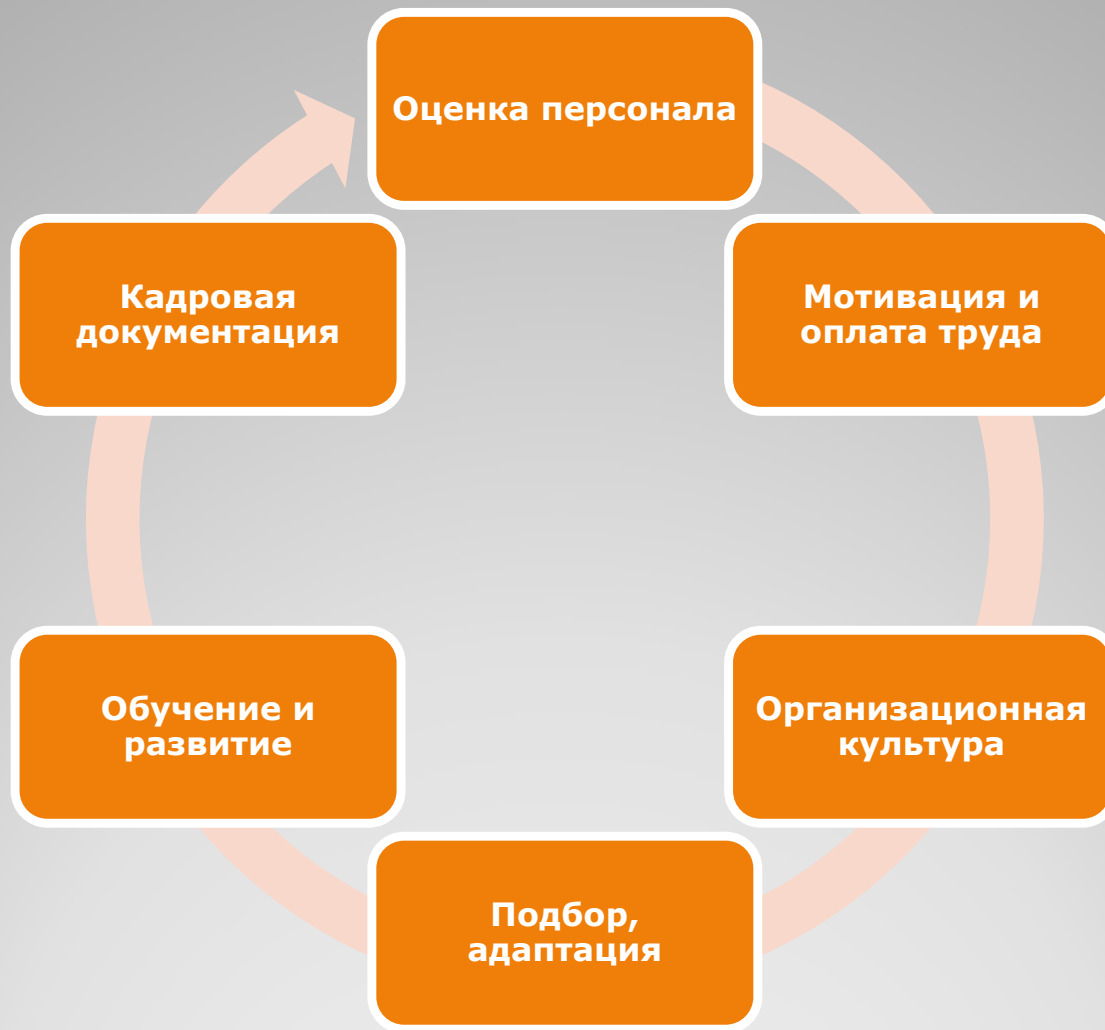 Оценка персонала
Мотивация и
оплата труда
Организационная
культура
Подбор,
адаптация
Обучение и
развитие
Кадровая
документация